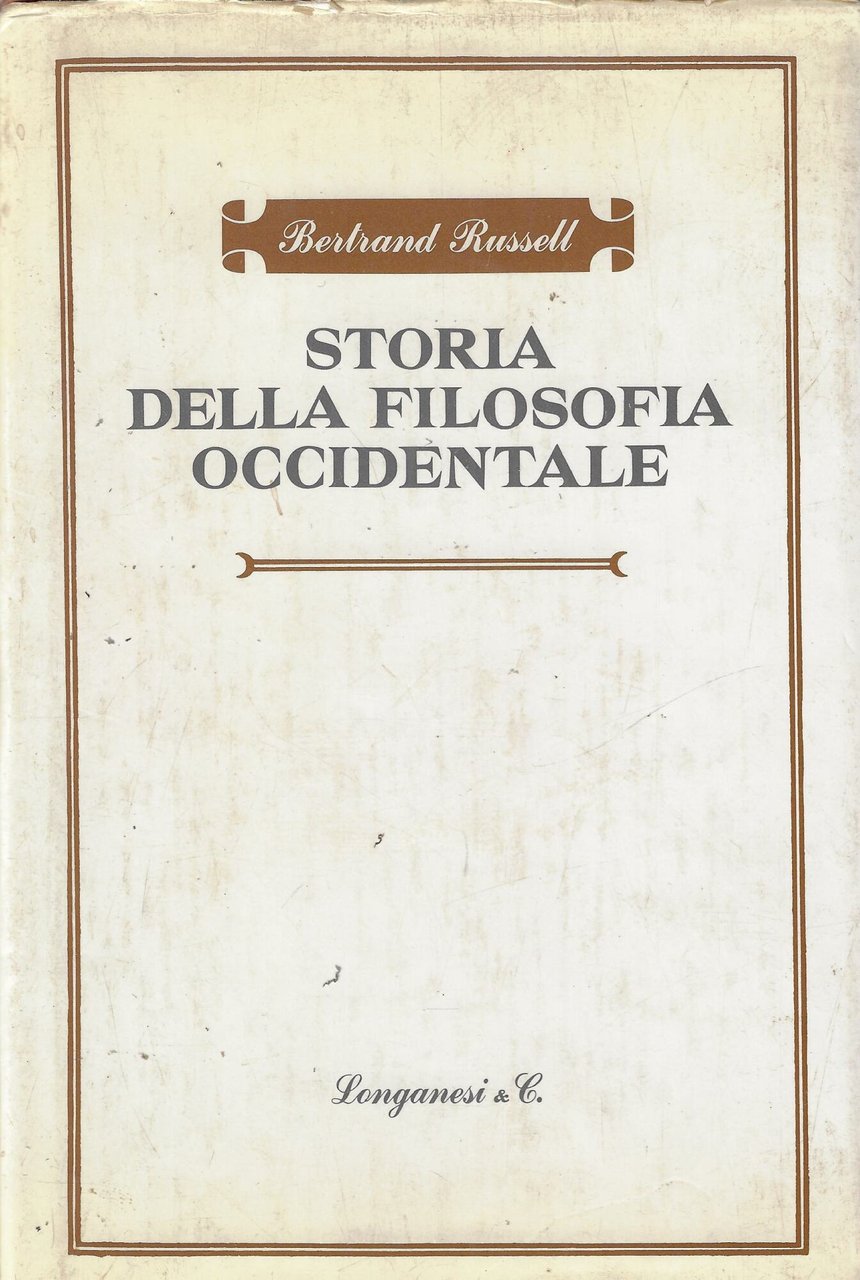 Bertrand Russell
STORIA
DELLA FILOSOFIA
OCCIDENTALE
Longanesi & C.